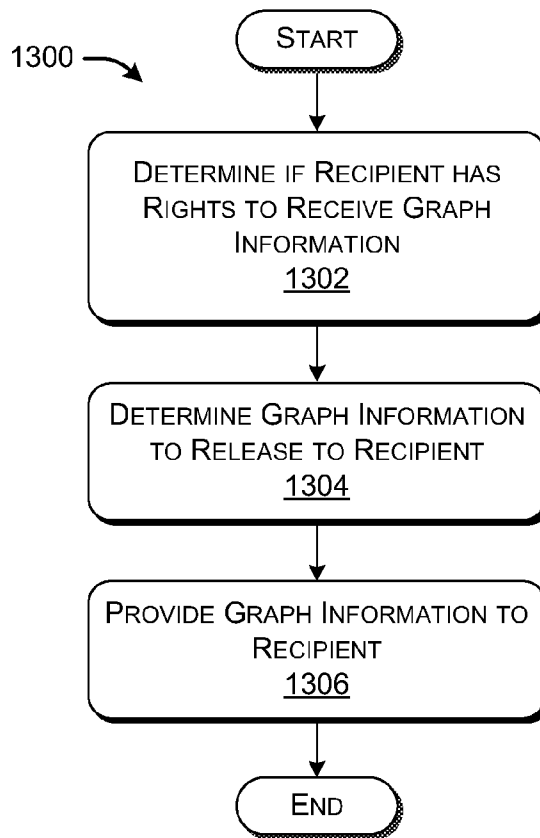 START
1300
DETERMINE IF RECIPIENT HAS
RIGHTS TO RECEIVE GRAPH
INFORMATION
1302
DETERMINE GRAPH INFORMATION
TO RELEASE TO RECIPIENT
1304
PROVIDE GRAPH INFORMATION TO
RECIPIENT
1306
END